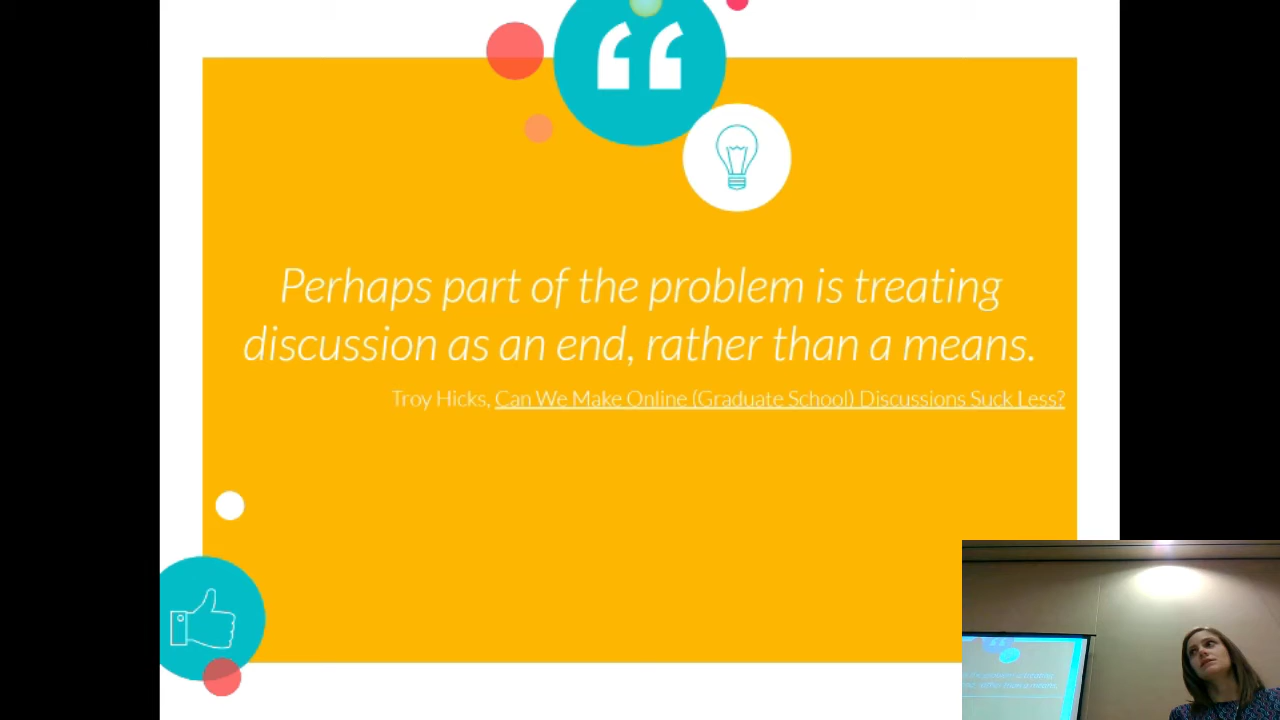 “
Perhaps part of the problem is treating
discussion as an end, rather than a means.
Troy Hicks, Can We Make Online (Graduate School) Discussions Suck Less?